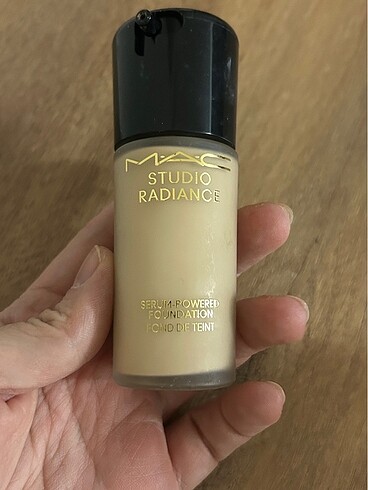 MAC
STUDIO
RADIANCE
SERUM-POWERED
FOUNDATION
FOND DE TEINT